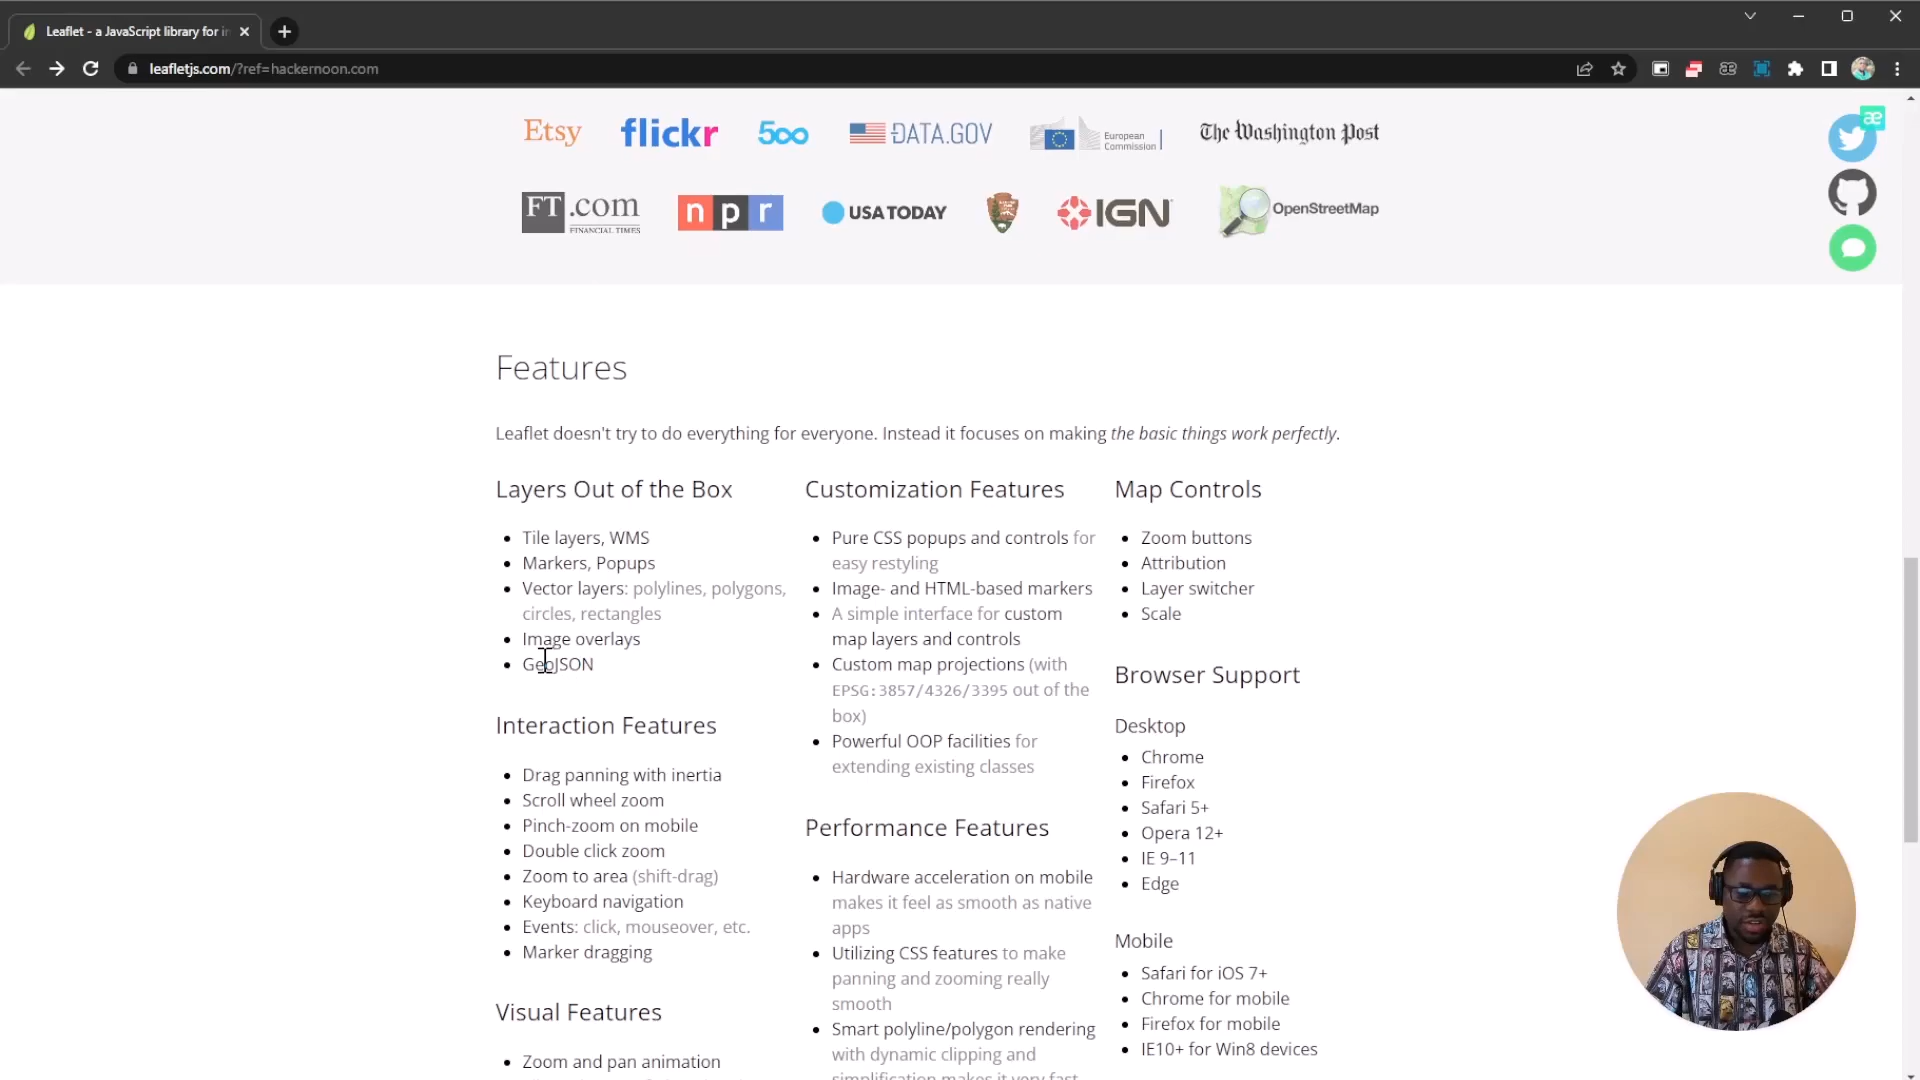 Leaflet - a JavaScript library for in
leafletjs.com/?ref=hackernoon.com
æ
Etsy flickr 500 DATA.GOV European Commission The Washington Post
FT.com FINANCIAL TIMES npr USA TODAY IGN OpenStreetMap
Features
Leaflet doesn't try to do everything for everyone. Instead it focuses on making the basic things work perfectly.
Layers Out of the Box
Tile layers, WMS
Markers, Popups
Vector layers: polylines, polygons,
circles, rectangles
Image overlays
GeoJSON
Interaction Features
Drag panning with inertia
Scroll wheel zoom
Pinch-zoom on mobile
Double click zoom
Zoom to area (shift-drag)
Keyboard navigation
Events: click, mouseover, etc.
Marker dragging
Visual Features
Zoom and pan animation
Customization Features
Pure CSS popups and controls for
easy restyling
Image- and HTML-based markers
A simple interface for custom
map layers and controls
Custom map projections (with
EPSG:3857/4326/3395 out of the
box)
Powerful OOP facilities for
extending existing classes
Performance Features
Hardware acceleration on mobile
makes it feel as smooth as native
apps
Utilizing CSS features to make
panning and zooming really
smooth
Smart polyline/polygon rendering
with dynamic clipping and
simplification makes it very fast
Map Controls
Zoom buttons
Attribution
Layer switcher
Scale
Browser Support
Desktop
Chrome
Firefox
Safari 5+
Opera 12+
IE 9–11
Edge
Mobile
Safari for iOS 7+
Chrome for mobile
Firefox for mobile
IE10+ for Win8 devices